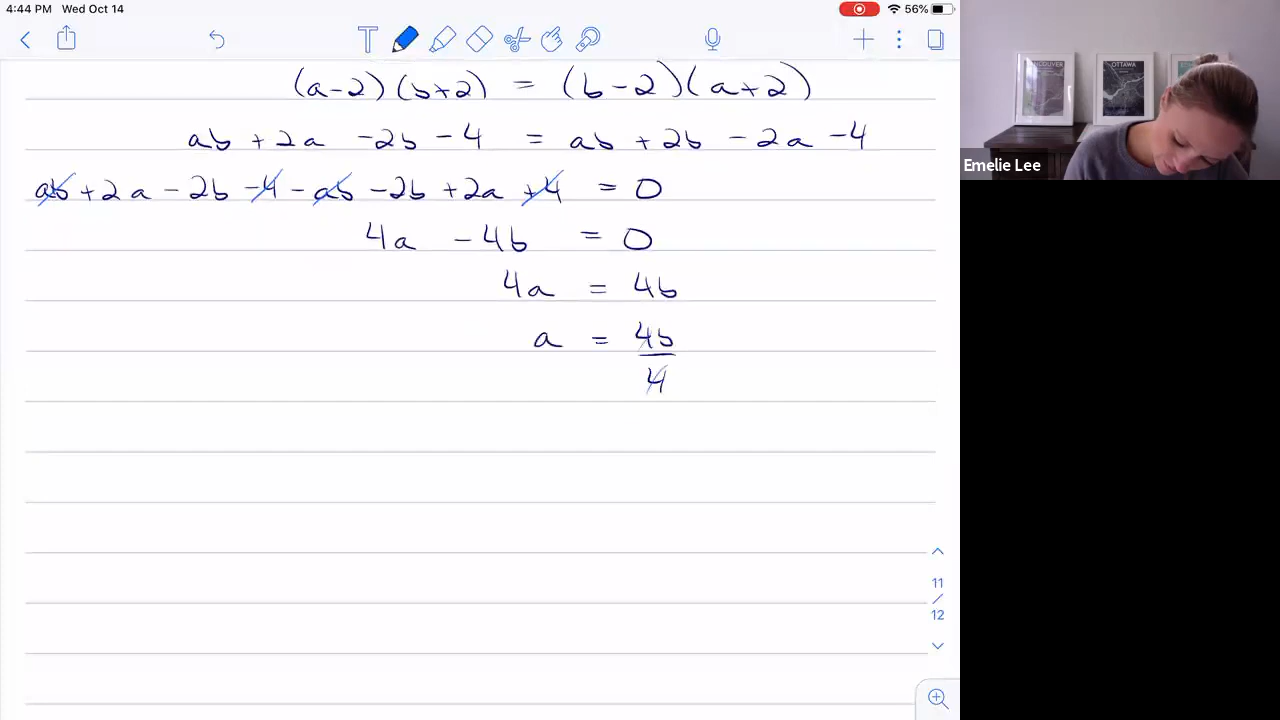 4:44 PM Wed Oct 14
56%
(a-2)(b+2) = (b-2)(a+2)
ab + 2a - 2b - 4 = ab + 2b - 2a - 4
ab + 2a - 2b - 4 - ab - 2b + 2a + 4 = 0
4a - 4b = 0
4a = 4b
a = 4b
4
11
/
12
VANCOUVER
OTTAWA
Emelie Lee